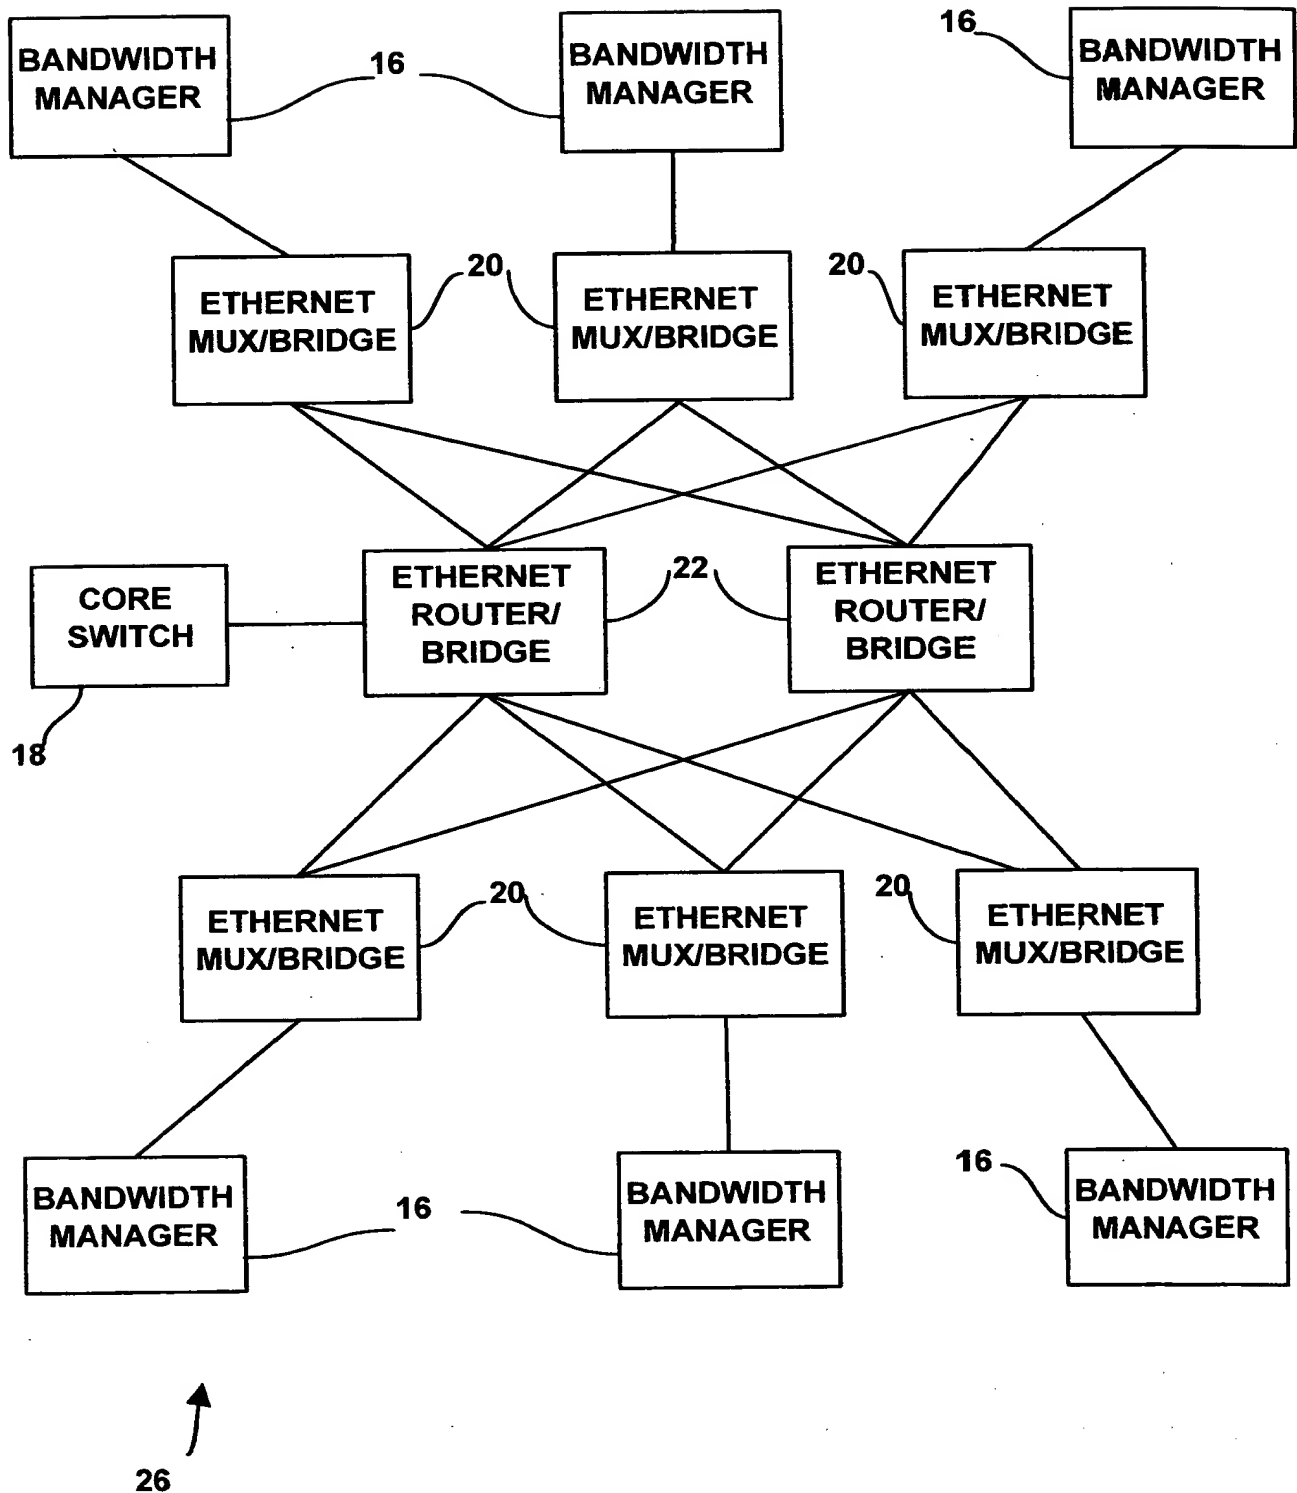 BANDWIDTH
MANAGER
16
BANDWIDTH
MANAGER
16
BANDWIDTH
MANAGER
ETHERNET
MUX/BRIDGE
20
ETHERNET
MUX/BRIDGE
20
ETHERNET
MUX/BRIDGE
CORE
SWITCH
18
ETHERNET
ROUTER/
BRIDGE
22
ETHERNET
ROUTER/
BRIDGE
ETHERNET
MUX/BRIDGE
20
ETHERNET
MUX/BRIDGE
20
ETHERNET
MUX/BRIDGE
BANDWIDTH
MANAGER
16
BANDWIDTH
MANAGER
16
BANDWIDTH
MANAGER
26